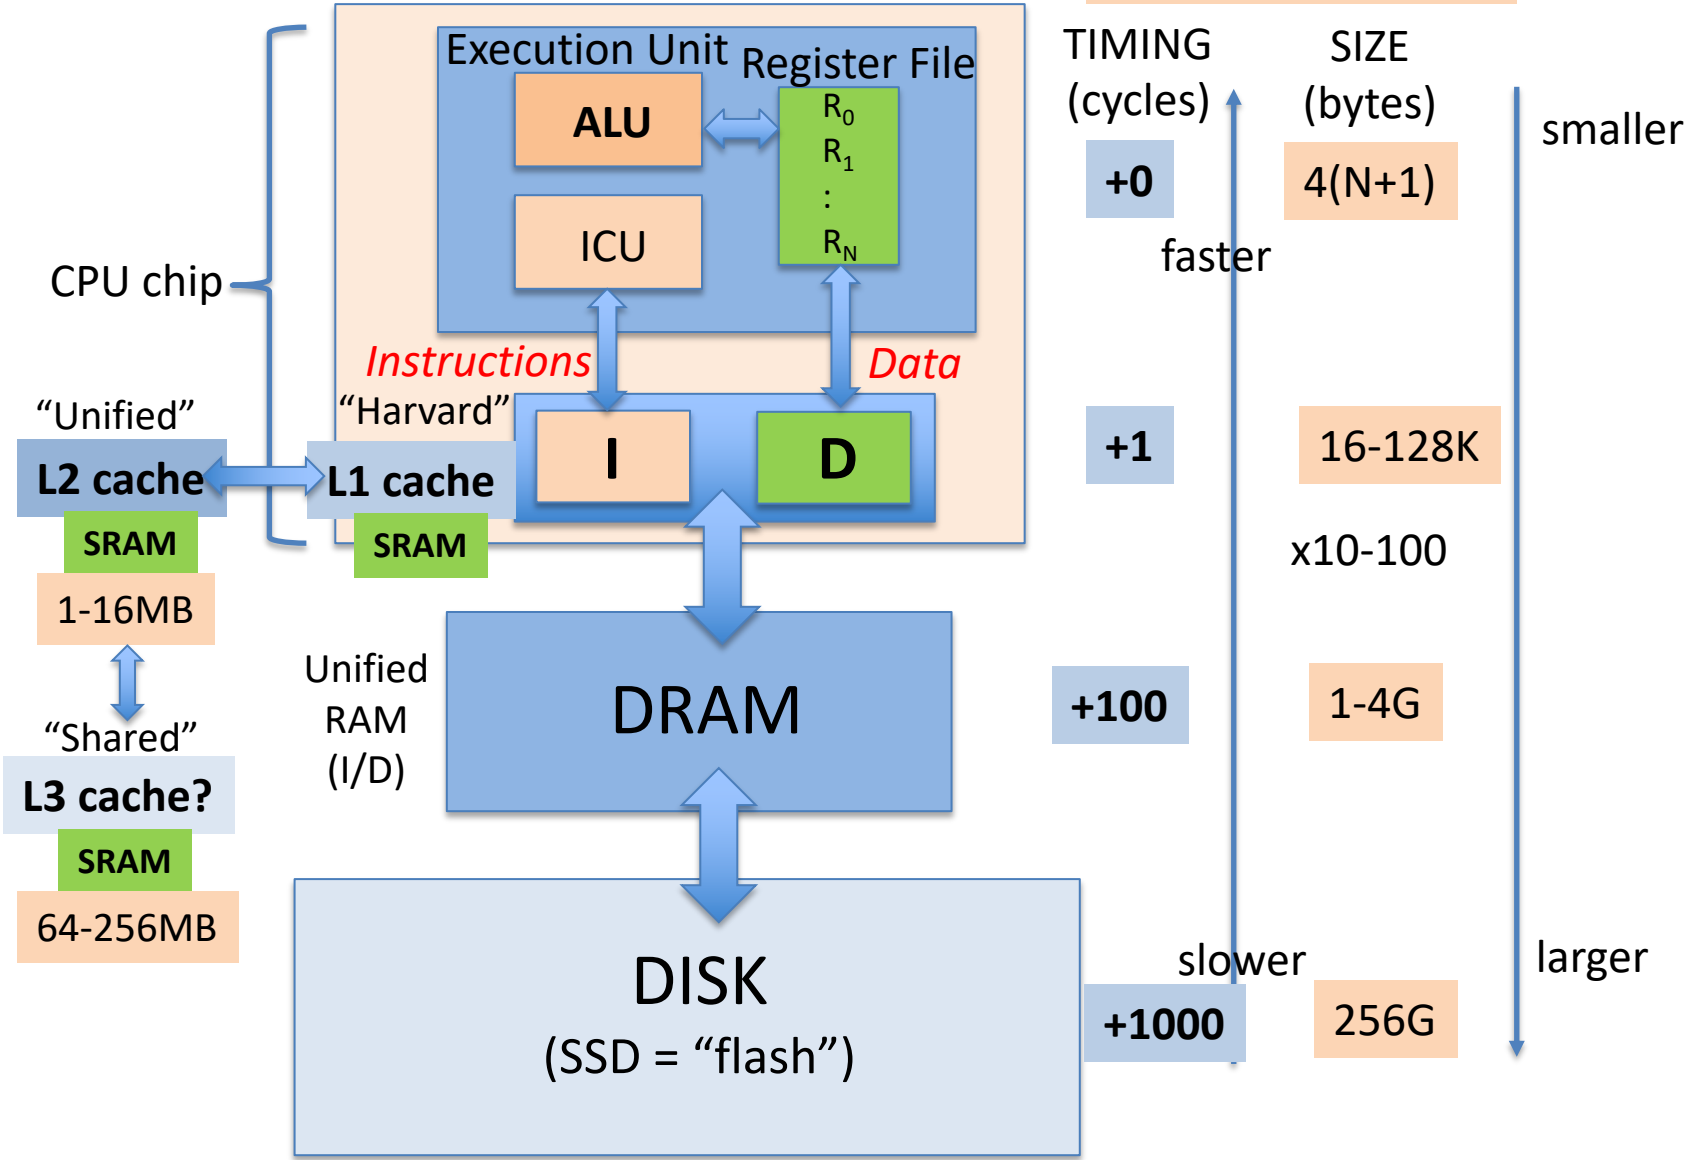 Execution Unit
Register File
ALU
R0
R1
:
RN
ICU
CPU chip
Instructions
Data
"Unified"
"Harvard"
L2 cache
L1 cache
I
D
SRAM
SRAM
1-16MB
"Shared"
L3 cache?
SRAM
64-256MB
Unified
RAM
(I/D)
DRAM
DISK
(SSD = "flash")
TIMING
(cycles)
SIZE
(bytes)
smaller
+0
4(N+1)
faster
+1
16-128K
x10-100
+100
1-4G
slower
larger
+1000
256G